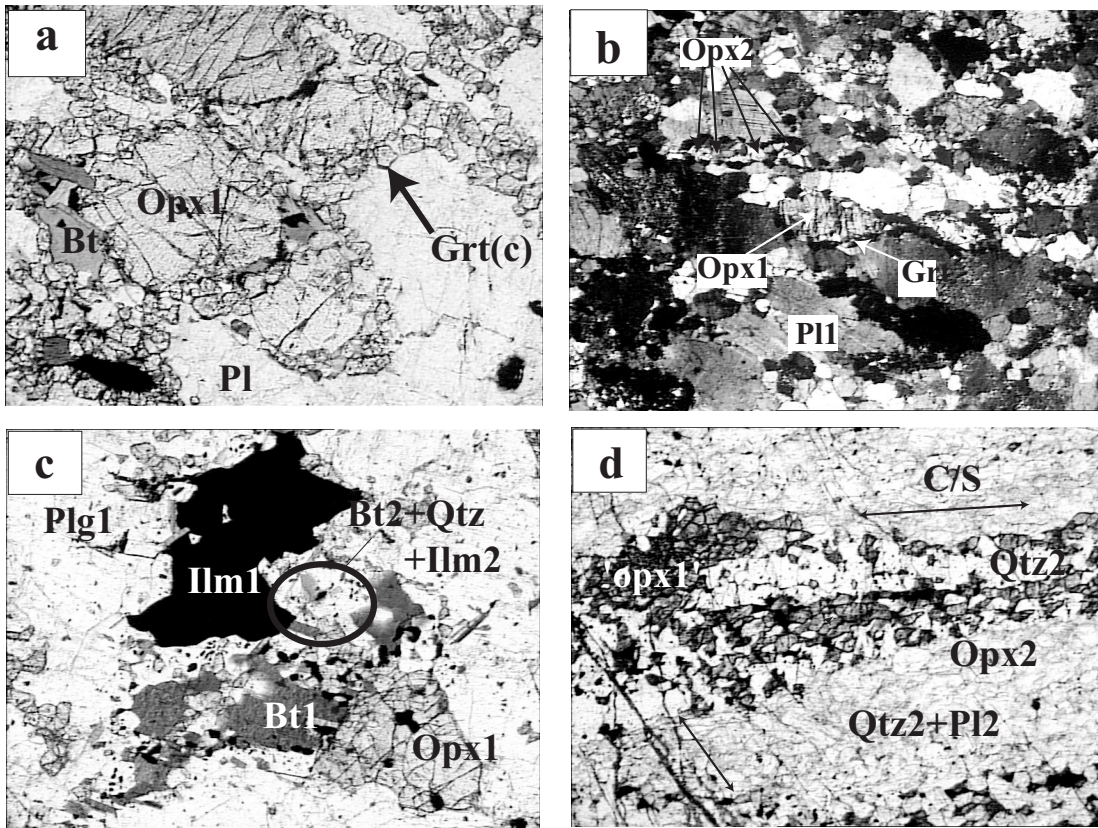 a
Opx1
Bt
Grt(c)
Pl
b
Opx2
Opx1
Gr
Pl1
c
Plg1
Bt2+Qtz
+Ilm2
Ilm1
Bt1
Opx1
d
C/S
'opx1'
Qtz2
Opx2
Qtz2+Pl2